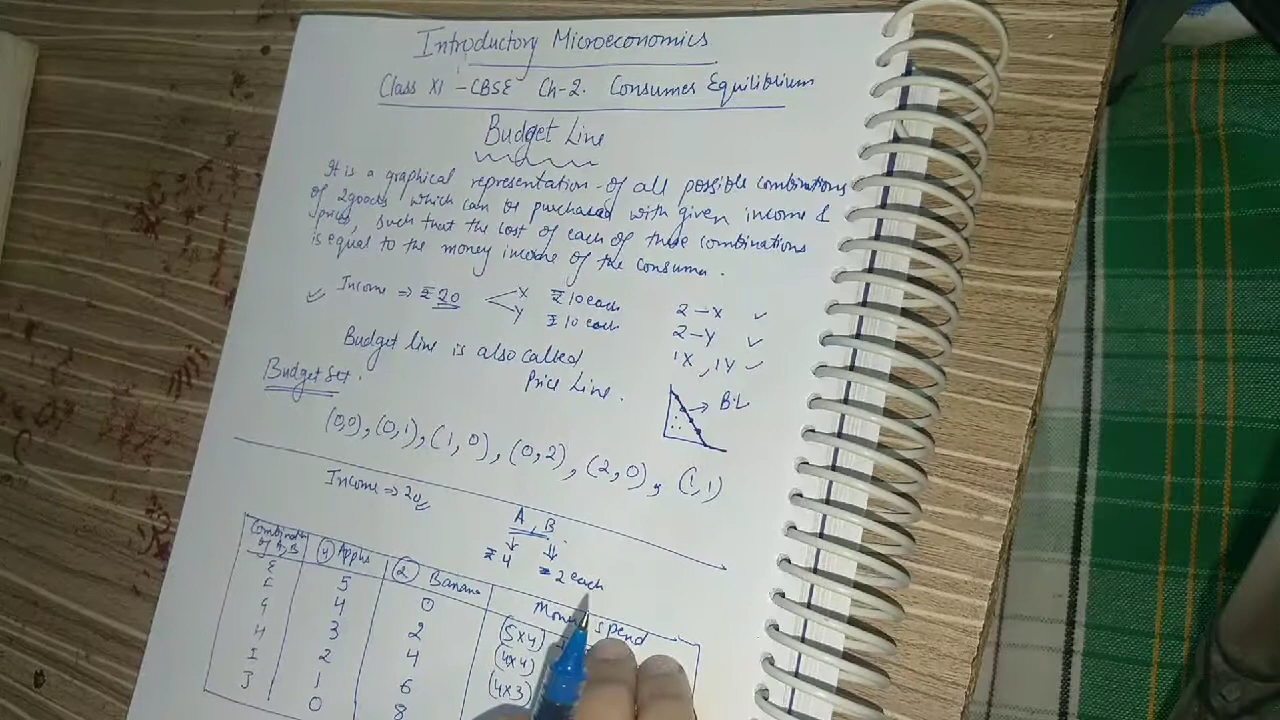 Introductory Microeconomics
Class XI - CBSE Ch-2. Consumer Equilibrium
Budget Line
It is a graphical representation of all possible combinations
of 2goods which can be purchased with given income &
prices, such that the cost of each of these combinations
is equal to the money income of the consumer.
Income ⇒ ₹20 X ₹10 each 2-X ✓
Y ₹10 each 2-Y ✓
1X, 1Y ✓
Budget line is also called
Price Line.
Budget Set.
B.L
(0,0), (0,1), (1,0), (0,2), (2,0), (1,1)
Income ⇒ 20
A, B.
₹4 2 each
Combination of A,B (4) Apples (2) Banana Money spend
E 5 0 (5x4)
F 4 2 (4x4)
G 3 4 (4x3)
H 2 6
I 1 8
J 0